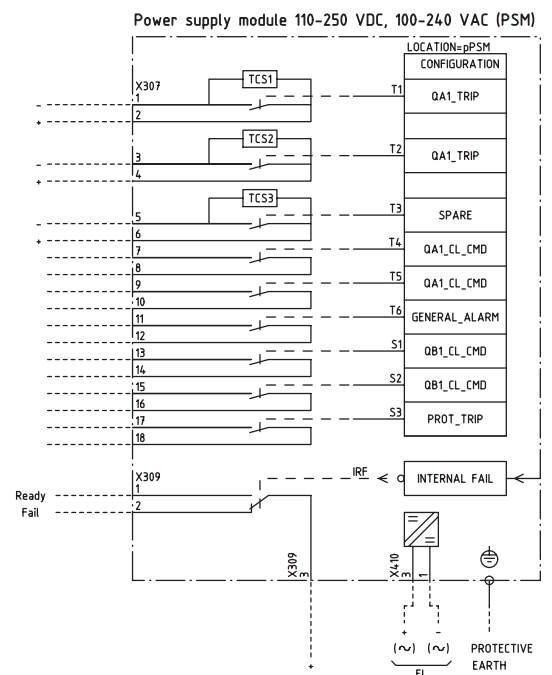 Power supply module 110-250 VDC, 100-240 VAC (PSM)
LOCATION=pPSM
CONFIGURATION
X307
TCS1
T1
QA1_TRIP
- 1
+ 2
TCS2
T2
QA1_TRIP
- 3
+ 4
TCS3
T3
SPARE
- 5
+ 6
7
T4
QA1_CL_CMD
8
9
T5
QA1_CL_CMD
10
11
T6
GENERAL_ALARM
12
13
S1
QB1_CL_CMD
14
15
S2
QB1_CL_CMD
16
17
S3
PROT_TRIP
18
X309
IRF
INTERNAL FAIL
Ready 1
Fail 2
X309
3
X410
3
1
+ -
(~) (~)
PROTECTIVE
EARTH
+